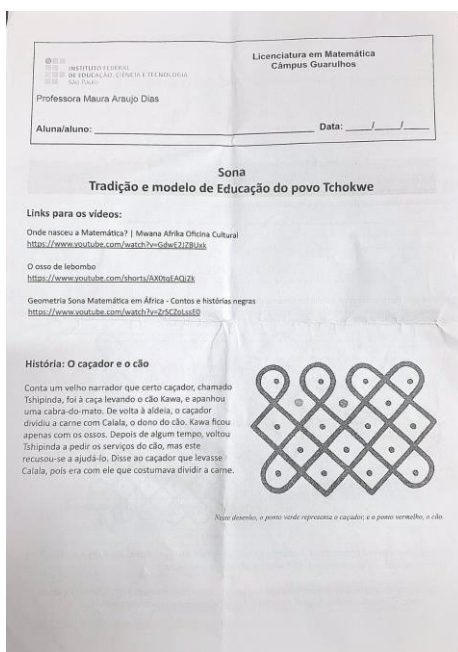 INSTITUTO FEDERAL
DE EDUCAÇÃO, CIÊNCIA E TECNOLOGIA
São Paulo
Licenciatura em Matemática
Câmpus Guarulhos
Professora Maura Araujo Dias
Aluna/aluno: ____________________ Data: ____/____/____
Sona
Tradição e modelo de Educação do povo Tchokwe
Links para os vídeos:
Onde nasceu a Matemática? | Mwana Afrika Oficina Cultural
https://www.youtube.com/watch?v=GdwE2JZBUxk
O osso de lebombo
https://www.youtube.com/shorts/
Geometria Sona Matemática em África - Contos e histórias negras
https://www.youtube.com/watch?v=ZrSCZoLssE0
História: O caçador e o cão
Conta um velho narrador que certo caçador, chamado
Tshipinda, foi à caça levando o cão Kawa, e apanhou
uma cabra-do-mato. De volta à aldeia, o caçador
dividiu a carne com Calala, o dono do cão. Kawa ficou
apenas com os ossos. Depois de algum tempo, voltou
Tshipinda a pedir os serviços do cão, mas este
recusou-se a ajudá-lo. Disse ao caçador que levasse
Calala, pois era com ele que costumava dividir a carne.
Neste desenho, o ponto verde representa o caçador, e o ponto vermelho, o cão.